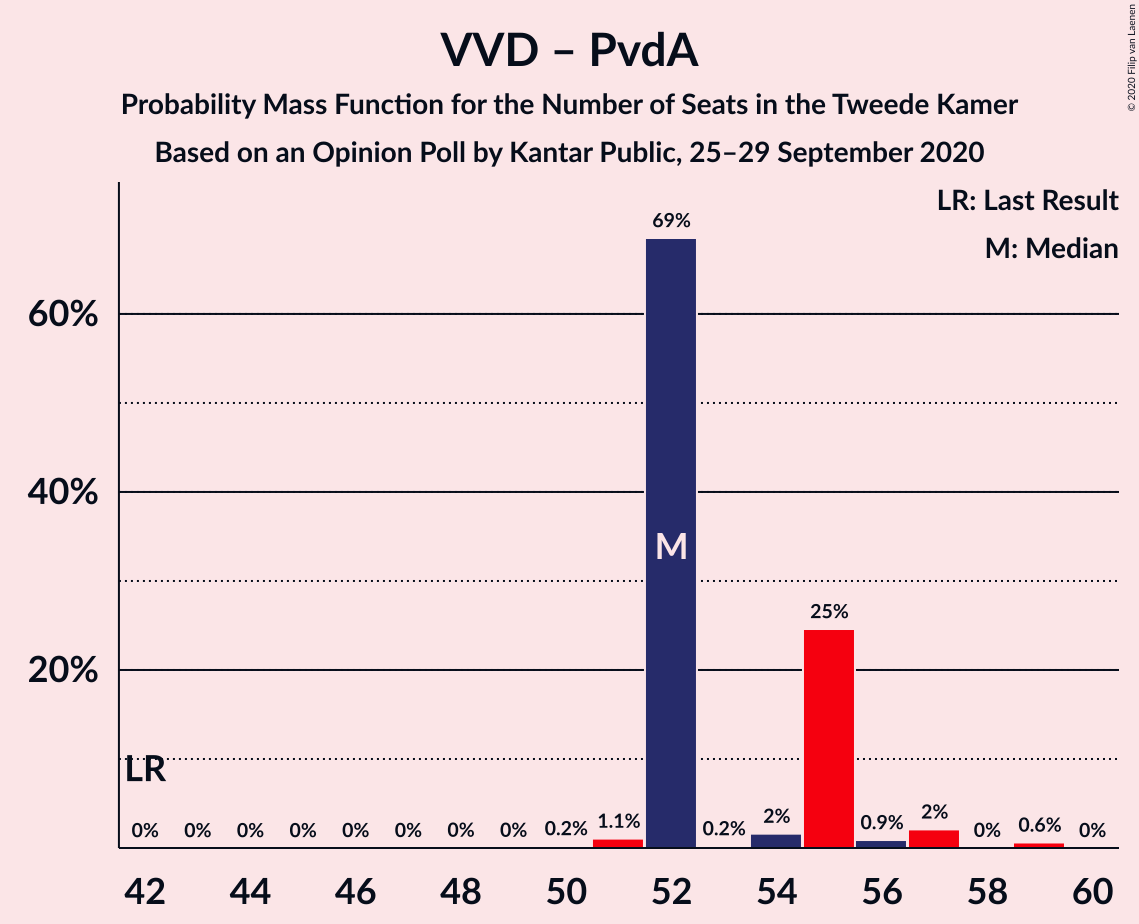 VVD – PvdA
Probability Mass Function for the Number of Seats in the Tweede Kamer
Based on an Opinion Poll by Kantar Public, 25–29 September 2020
© 2020 Filip van Laenen
LR: Last Result
M: Median
69%
60%
M
40%
25%
20%
LR
0% 0% 0% 0% 0% 0% 0% 0% 0.2% 1.1% 0.2% 2% 0.9% 2% 0% 0.6% 0%
42 44 46 48 50 52 54 56 58 60